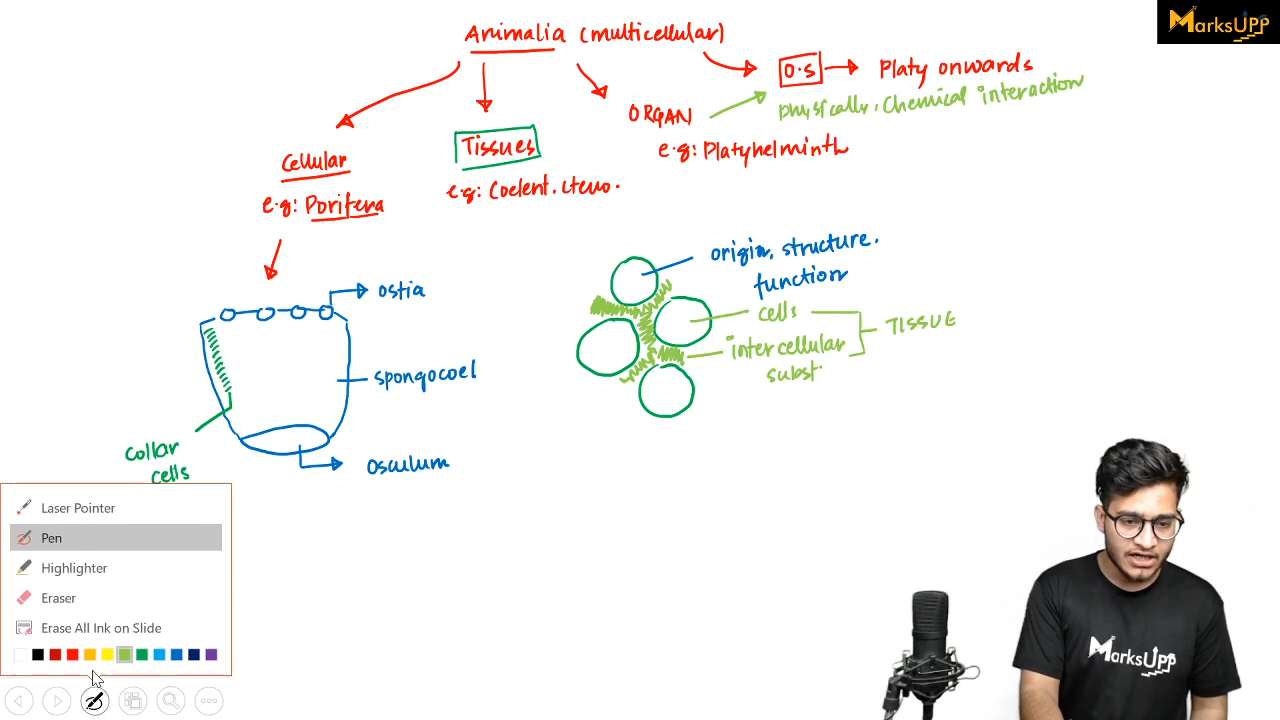 MarksUPP
Animalia (multicellular)
O.S
Platy onwards
physically, chemical interaction
ORGAN
e.g: Platyhelminth
Tissues
e.g: Coelent. cteno.
Cellular
e.g: Porifera
origin, structure.
function
ostia
cells
TISSUE
intercellular
subst.
spongocoel
collar
cells
osculum
Laser Pointer
Pen
Highlighter
Eraser
Erase All Ink on Slide
MarksUPP